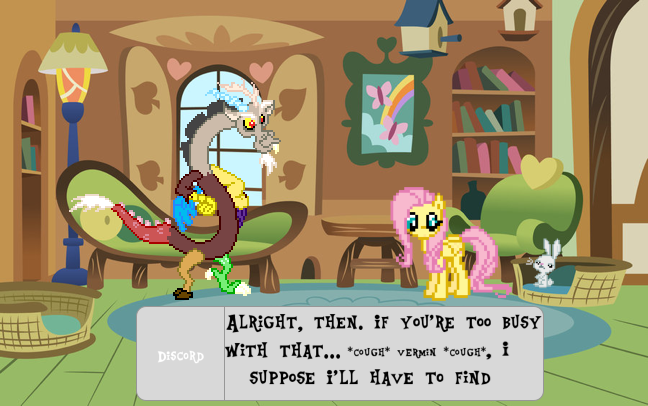 Discord
Alright, then. if you're too busy
with that... *cough* vermin *cough*, i
suppose i'll have to find